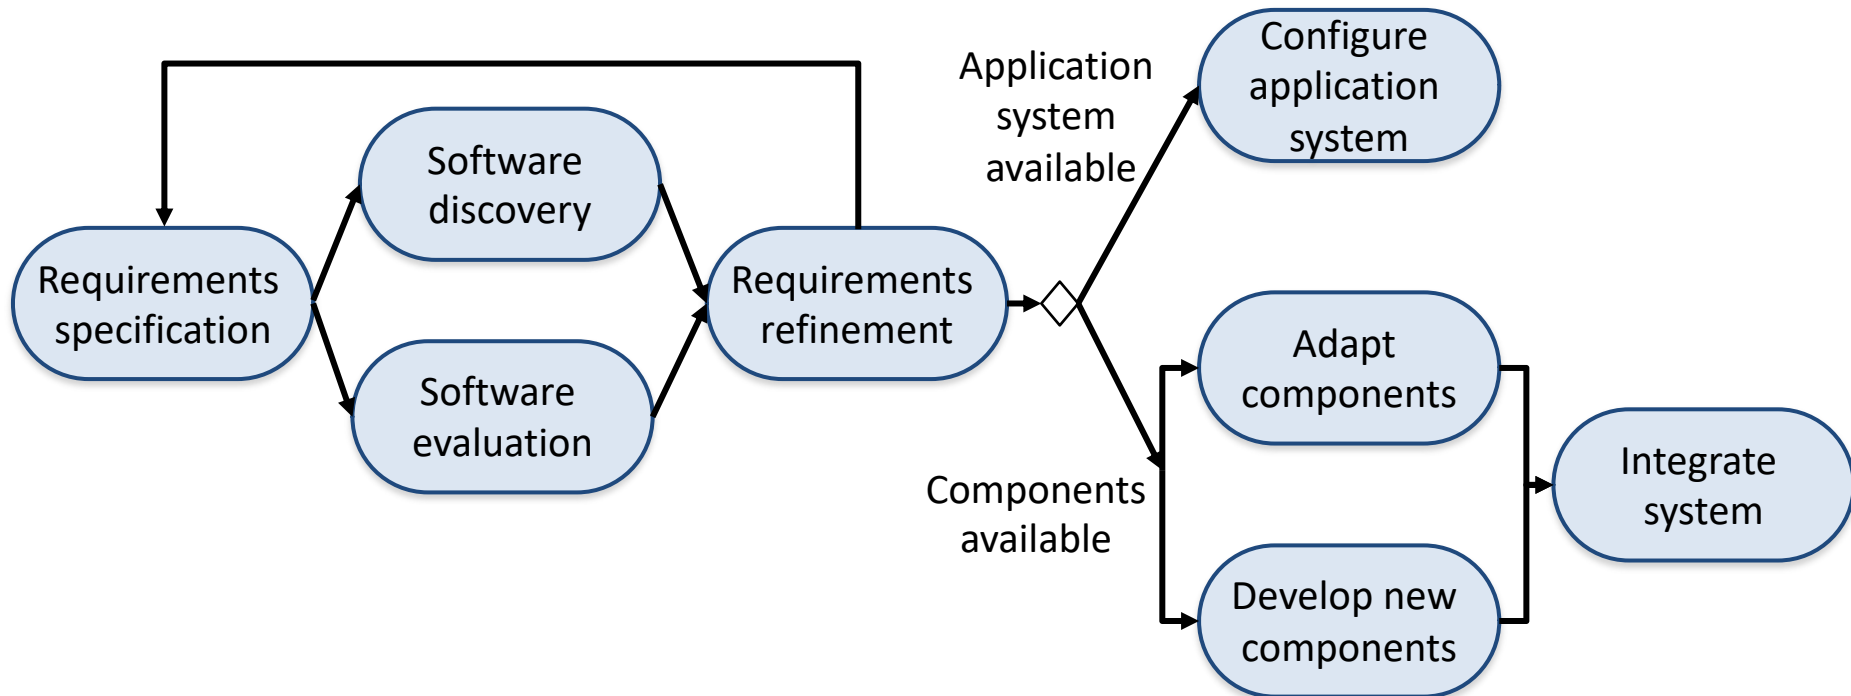 Requirements
specification
Software
discovery
Software
evaluation
Requirements
refinement
Application
system
available
Configure
application
system
Components
available
Adapt
components
Develop new
components
Integrate
system